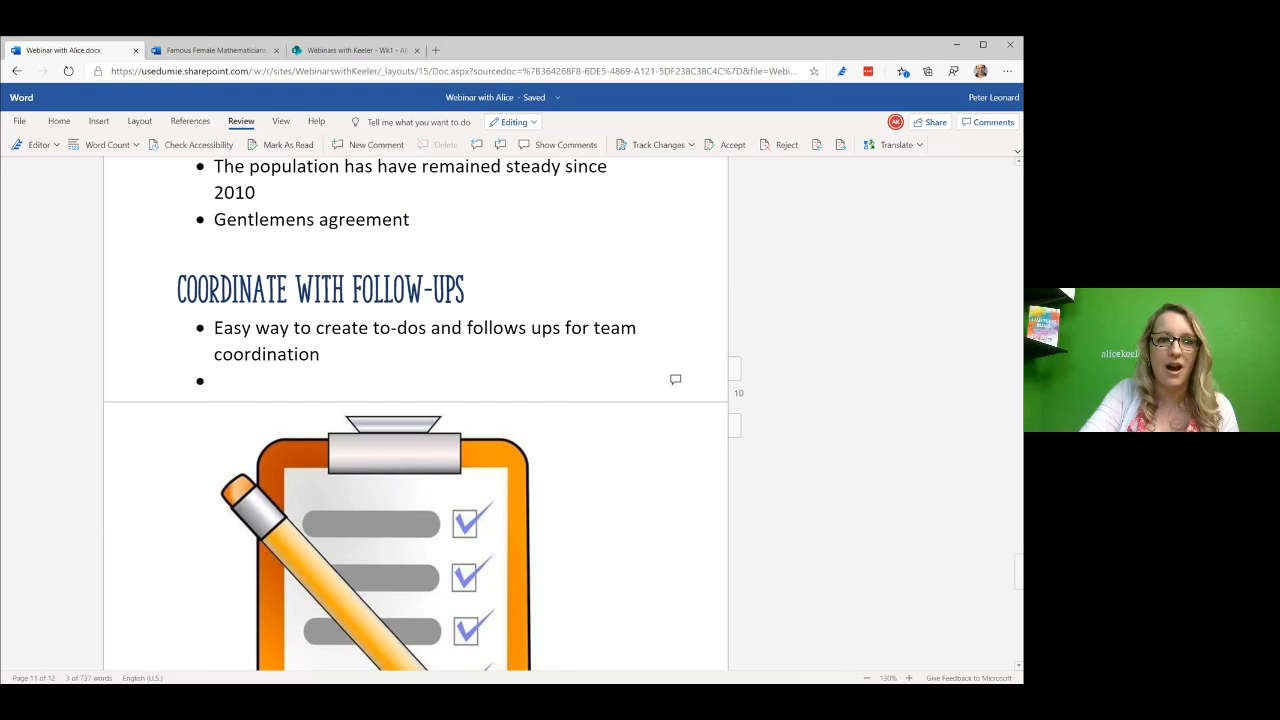 Webinar with Alice.docx
Famous Female Mathematicians
Webinars with Keeler - Wk1 - Al
https://usedumie.sharepoint.com/:w:/r/sites/WebinarswithKeeler/_layouts/15/Doc.aspx?sourcedoc=%7B364268F8-6DE5-4869-A121-5DF238C38C4C%7D&file=Webi...
Word
Webinar with Alice - Saved
Peter Leonard
File Home Insert Layout References Review View Help Tell me what you want to do Editing AK Share Comments
Editor Word Count Check Accessibility Mark As Read New Comment Delete Show Comments Track Changes Accept Reject Translate
• The population has have remained steady since
2010
• Gentlemens agreement
COORDINATE WITH FOLLOW-UPS
• Easy way to create to-dos and follows ups for team
coordination
•
10
Page 11 of 12 3 of 737 words English (U.S.) 130% Give Feedback to Microsoft